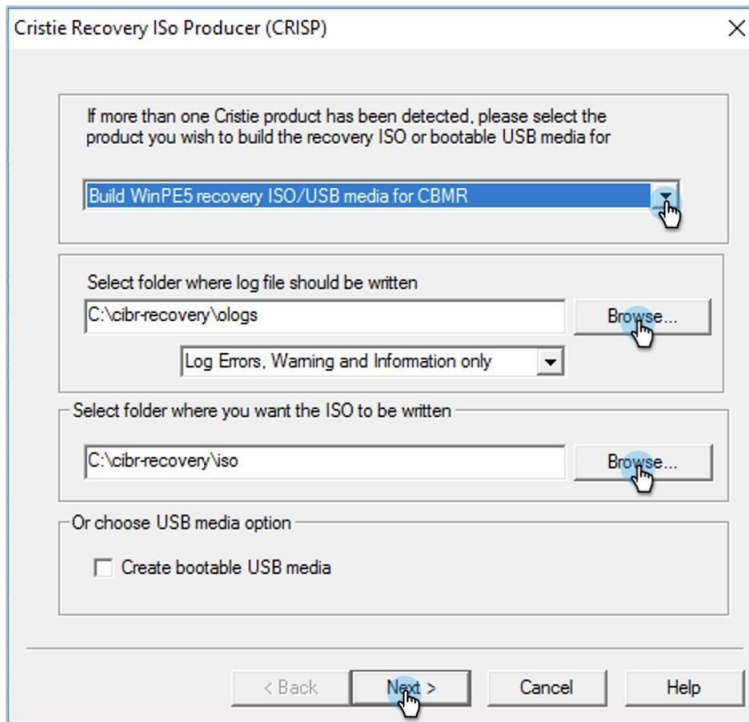 Cristie Recovery ISo Producer (CRISP)
If more than one Cristie product has been detected, please select the
product you wish to build the recovery ISO or bootable USB media for
Build WinPE5 recovery ISO/USB media for CBMR
Select folder where log file should be written
C:\cibr-recovery\ologs
Browse...
Log Errors, Warning and Information only
Select folder where you want the ISO to be written
C:\cibr-recovery\iso
Browse...
Or choose USB media option
Create bootable USB media
< Back
Next >
Cancel
Help